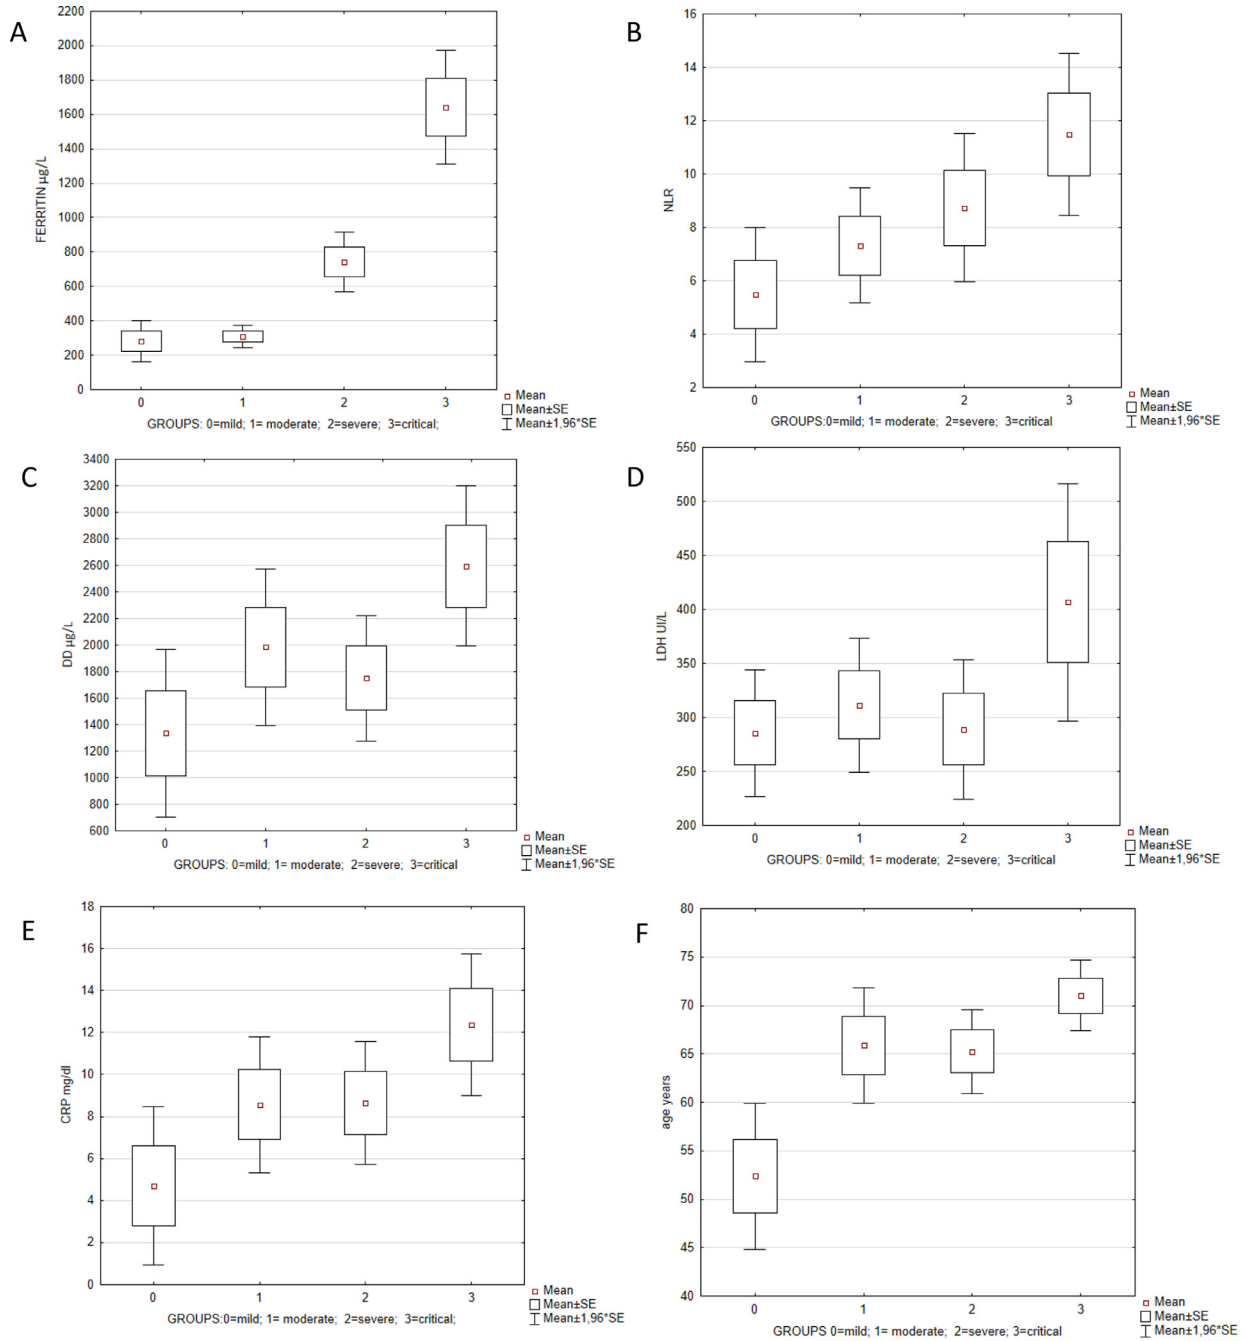 A
2200
2000
1800
1600
1400
1200
1000
800
600
400
200
0
FERRITIN µg/L
0 1 2 3
GROUPS: 0=mild; 1= moderate; 2=severe; 3=critical;
Mean
Mean±SE
Mean±1,96*SE
B
16
14
12
10
8
6
4
2
NLR
0 1 2 3
GROUPS: 0=mild; 1= moderate; 2=severe; 3=critical
Mean
Mean±SE
Mean±1,96*SE
C
3400
3200
3000
2800
2600
2400
2200
2000
1800
1600
1400
1200
1000
800
600
DD µg/L
0 1 2 3
GROUPS: 0=mild; 1= moderate; 2=severe; 3=critical
Mean
Mean±SE
Mean±1,96*SE
D
550
500
450
400
350
300
250
200
LDH UI/L
0 1 2 3
GROUPS: 0=mild; 1= moderate; 2=severe; 3=critical
Mean
Mean±SE
Mean±1,96*SE
E
18
16
14
12
10
8
6
4
2
0
CRP mg/dl
0 1 2 3
GROUPS:0=mild; 1= moderate; 2=severe; 3=critical;
Mean
Mean±SE
Mean±1,96*SE
F
80
75
70
65
60
55
50
45
40
age years
0 1 2 3
GROUPS 0=mild; 1= moderate; 2=severe; 3=critical
Mean
Mean±SE
Mean±1,96*SE